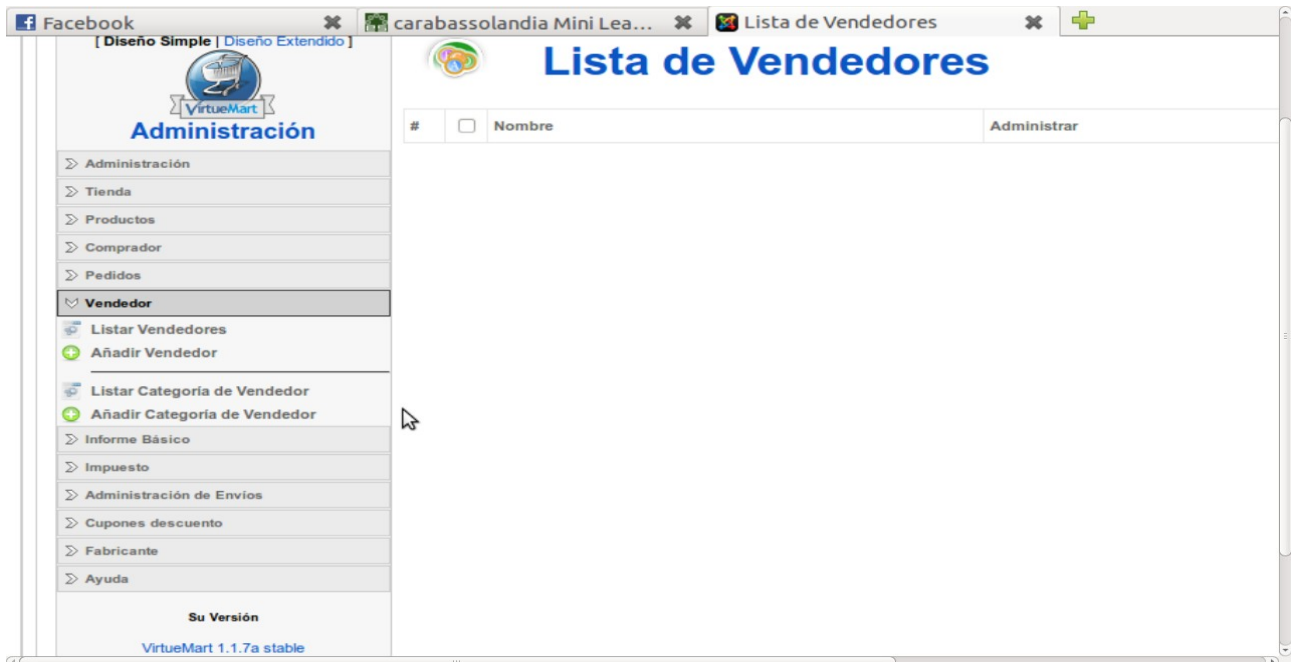 Facebook
carabassolandia Mini Lea...
Lista de Vendedores
[ Diseño Simple | Diseño Extendido ]
VirtueMart
Administración
Administración
Tienda
Productos
Comprador
Pedidos
Vendedor
Listar Vendedores
Añadir Vendedor
Listar Categoría de Vendedor
Añadir Categoría de Vendedor
Informe Básico
Impuesto
Administración de Envíos
Cupones descuento
Fabricante
Ayuda
Su Versión
VirtueMart 1.1.7a stable
Lista de Vendedores
# Nombre Administrar